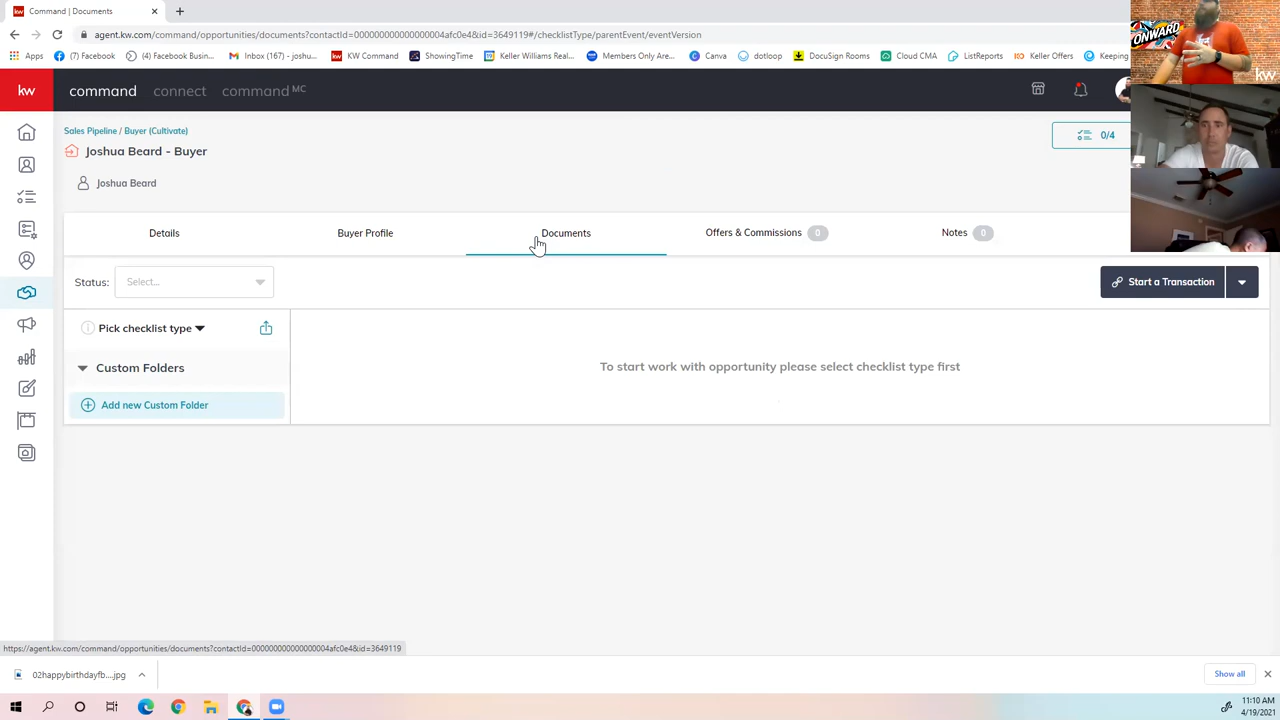 Command | Documents
agent.kw.com/command/opportunities/documents?contactId=000000000000000004afc0e4&id=3649119#
Apps
(7) Facebook
(4) Facebook Busin...
Inbox (167) - joshu...
KW Command
ShowingTime
Keller Williams Real...
Members Only Are...
Canva
dotloop
DocuSign Rooms
Cloud CMA
ListReports
Keller Offers
Keeping
ONWARD
kw
kw
command
connect
command MC
Sales Pipeline / Buyer (Cultivate)
0/4
Joshua Beard - Buyer
Joshua Beard
Details
Buyer Profile
Documents
Offers & Commissions 0
Notes 0
Status:
Select...
Start a Transaction
Pick checklist type
Custom Folders
To start work with opportunity please select checklist type first
Add new Custom Folder
https://agent.kw.com/command/opportunities/documents?contactId=000000000000000004afc0e4&id=3649119
02happybirthdayfb....jpg
Show all
11:10 AM
4/19/2021